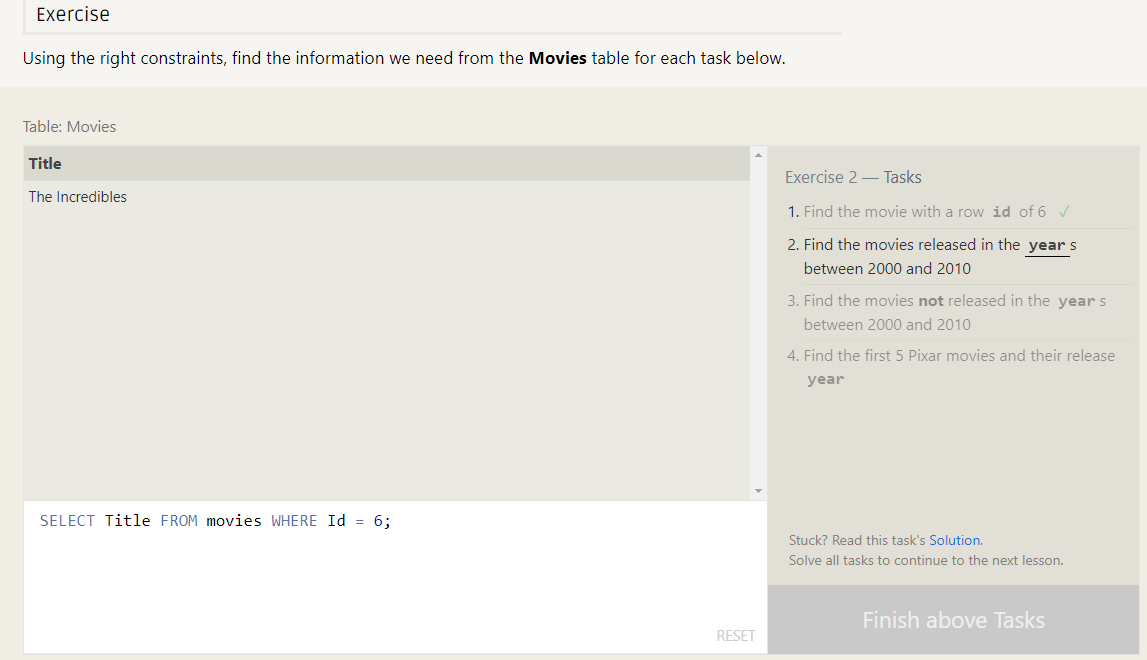 Exercise
Using the right constraints, find the information we need from the Movies table for each task below.
Table: Movies
Title
The Incredibles
SELECT Title FROM movies WHERE Id = 6;
RESET
Exercise 2 — Tasks
1. Find the movie with a row id of 6 ✓
2. Find the movies released in the year s
between 2000 and 2010
3. Find the movies not released in the year s
between 2000 and 2010
4. Find the first 5 Pixar movies and their release
year
Stuck? Read this task's Solution.
Solve all tasks to continue to the next lesson.
Finish above Tasks